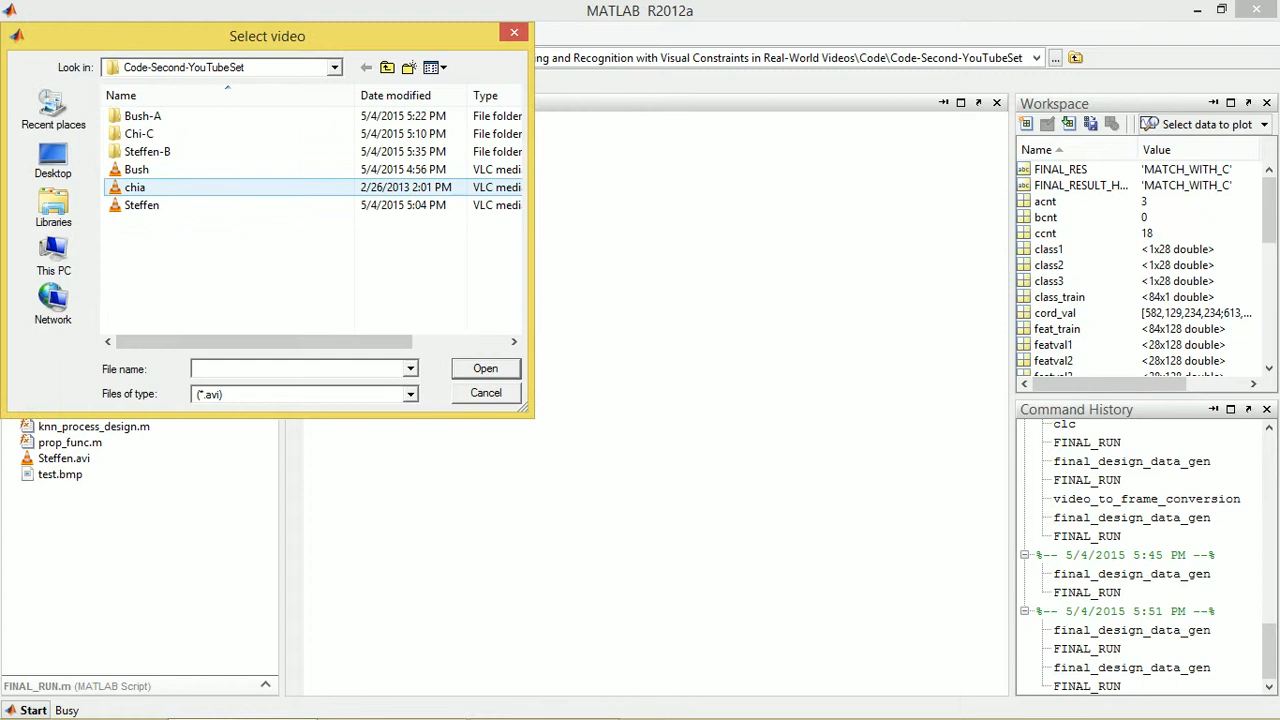 MATLAB R2012a
Select video
Look in:
Code-Second-YouTubeSet
ing and Recognition with Visual Constraints in Real-World Videos\Code\Code-Second-YouTubeSet
...
Name
Date modified
Type
Recent places
Desktop
Libraries
This PC
Network
Bush-A 5/4/2015 5:22 PM File folder
Chi-C 5/4/2015 5:10 PM File folder
Steffen-B 5/4/2015 5:35 PM File folder
Bush 5/4/2015 4:56 PM VLC medi
chia 2/26/2013 2:01 PM VLC medi
Steffen 5/4/2015 5:04 PM VLC medi
File name:
Open
Files of type:
(*.avi)
Cancel
knn_process_design.m
prop_func.m
Steffen.avi
test.bmp
FINAL_RUN.m (MATLAB Script)
Start Busy
Workspace
Select data to plot
Name Value
FINAL_RES 'MATCH_WITH_C'
FINAL_RESULT_H... 'MATCH_WITH_C'
acnt 3
bcnt 0
ccnt 18
class1 <1x28 double>
class2 <1x28 double>
class3 <1x28 double>
class_train <84x1 double>
cord_val [582,129,234,234;613,...
feat_train <84x128 double>
featval1 <28x128 double>
featval2 <28x128 double>
Command History
clc
FINAL_RUN
final_design_data_gen
FINAL_RUN
video_to_frame_conversion
final_design_data_gen
FINAL_RUN
%-- 5/4/2015 5:45 PM --%
final_design_data_gen
FINAL_RUN
%-- 5/4/2015 5:51 PM --%
final_design_data_gen
FINAL_RUN
final_design_data_gen
FINAL_RUN